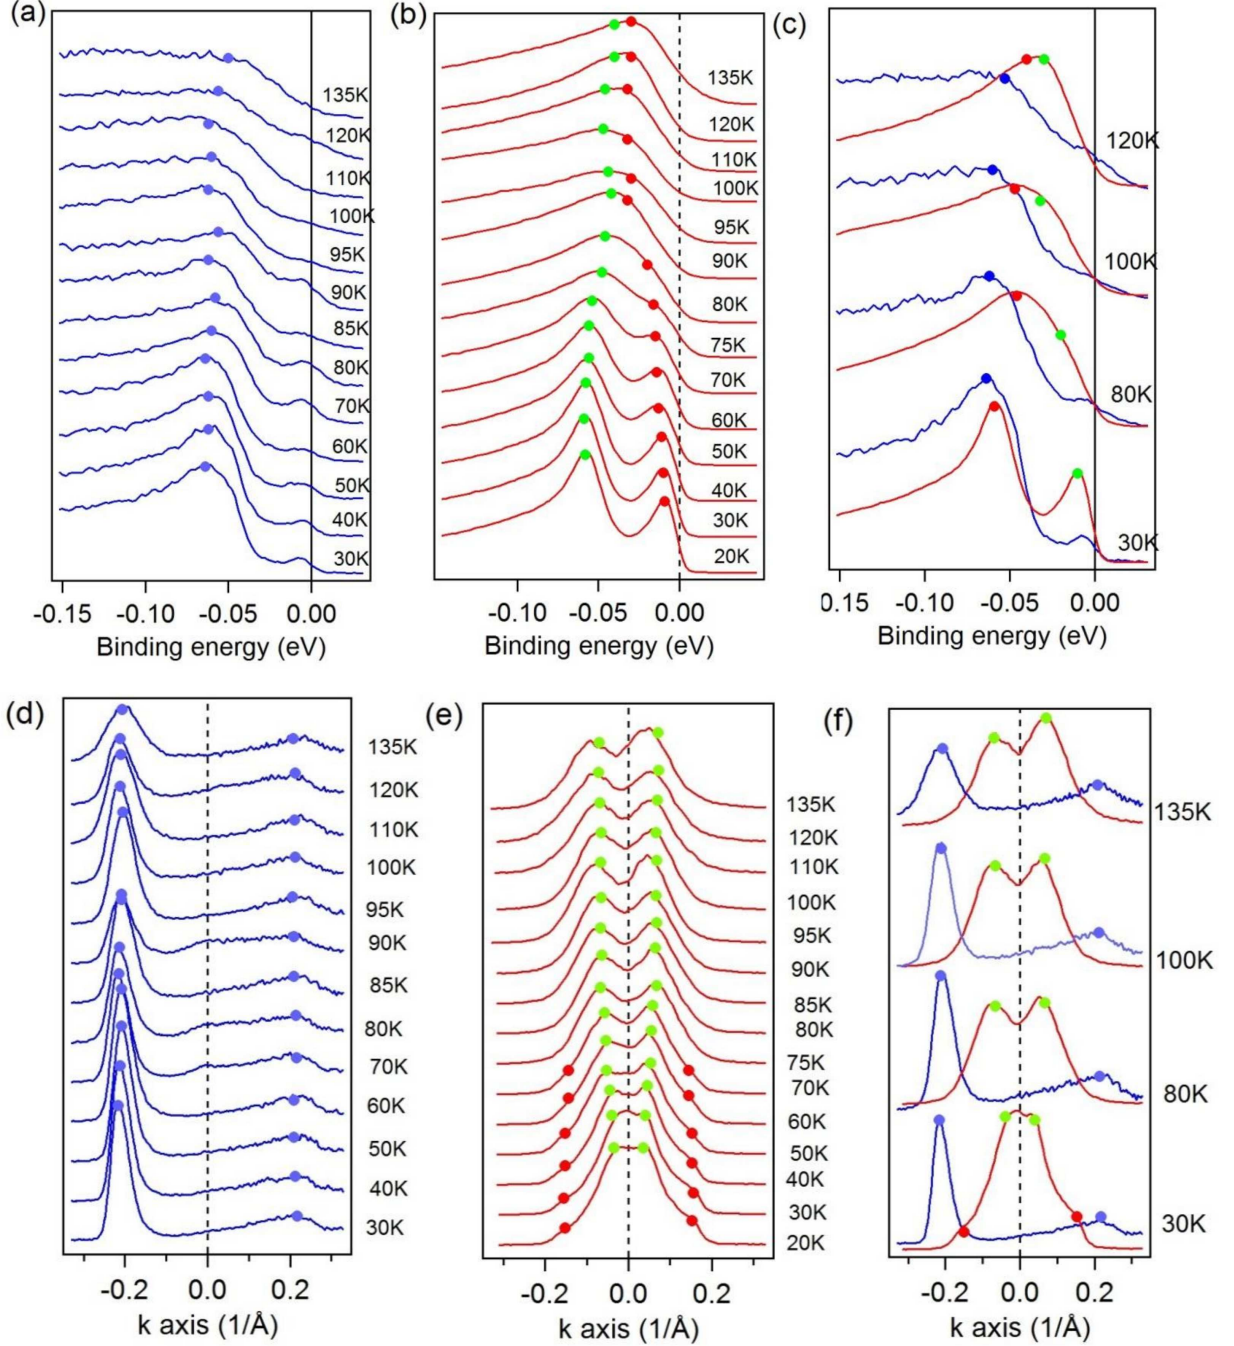 (a)
135K
120K
110K
100K
95K
90K
85K
80K
70K
60K
50K
40K
30K
-0.15 -0.10 -0.05 0.00
Binding energy (eV)
(b)
135K
120K
110K
100K
95K
90K
80K
75K
70K
60K
50K
40K
30K
20K
-0.10 -0.05 0.00
Binding energy (eV)
(c)
120K
100K
80K
30K
0.15 -0.10 -0.05 0.00
Binding energy (eV)
(d)
135K
120K
110K
100K
95K
90K
85K
80K
70K
60K
50K
40K
30K
-0.2 0.0 0.2
k axis (1/Å)
(e)
135K
120K
110K
100K
95K
90K
85K
80K
75K
70K
60K
50K
40K
30K
20K
-0.2 0.0 0.2
k axis (1/Å)
(f)
135K
100K
80K
30K
-0.2 0.0 0.2
k axis (1/Å)